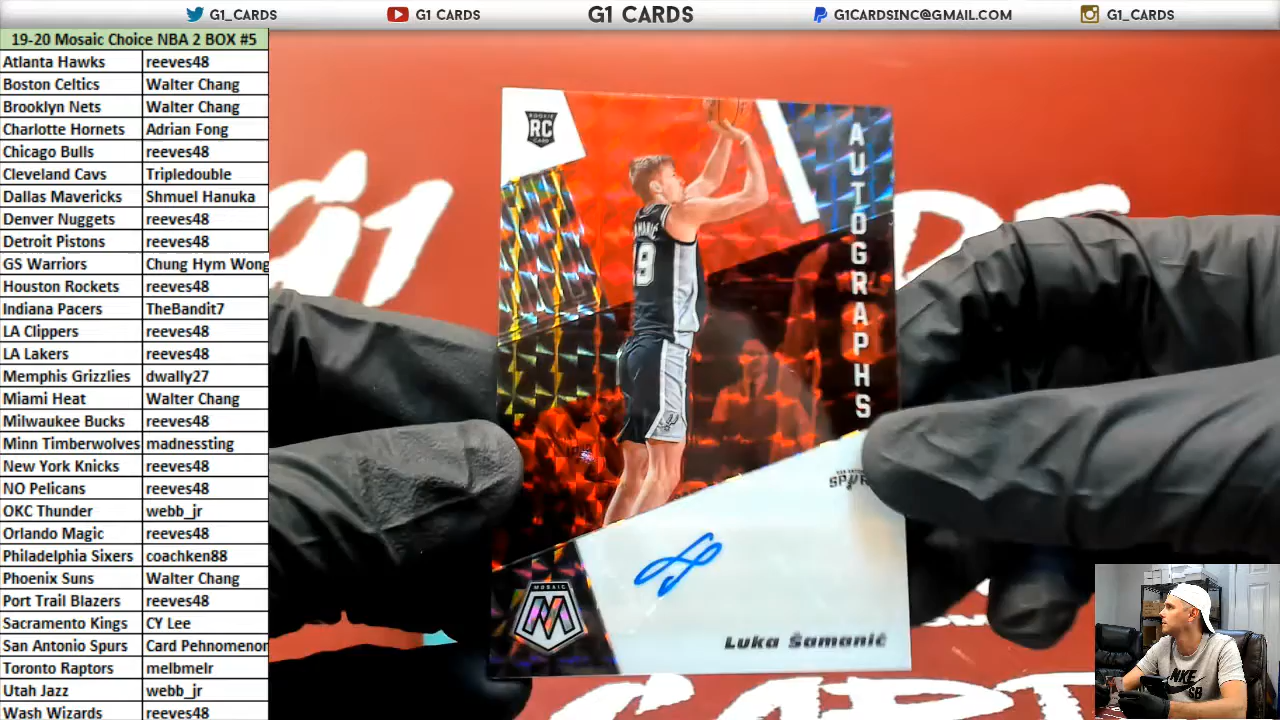 G1_CARDS
G1 CARDS
G1 CARDS
G1CARDSINC@GMAIL.COM
G1_CARDS
19-20 Mosaic Choice NBA 2 BOX #5
Atlanta Hawks reeves48
Boston Celtics Walter Chang
Brooklyn Nets Walter Chang
Charlotte Hornets Adrian Fong
Chicago Bulls reeves48
Cleveland Cavs Tripledouble
Dallas Mavericks Shmuel Hanuka
Denver Nuggets reeves48
Detroit Pistons reeves48
GS Warriors Chung Hym Wong
Houston Rockets reeves48
Indiana Pacers TheBandit7
LA Clippers reeves48
LA Lakers reeves48
Memphis Grizzlies dwally27
Miami Heat Walter Chang
Milwaukee Bucks reeves48
Minn Timberwolves madnessting
New York Knicks reeves48
NO Pelicans reeves48
OKC Thunder webb_jr
Orlando Magic reeves48
Philadelphia Sixers coachken88
Phoenix Suns Walter Chang
Port Trail Blazers reeves48
Sacramento Kings CY Lee
San Antonio Spurs Card Pehnomenon
Toronto Raptors melbmelr
Utah Jazz webb_jr
Wash Wizards reeves48
ROOKIE
RC
CARD
AUTOGRAPHS
MOSAIC
M
Luka Šamanić
G1
NIKE
SB